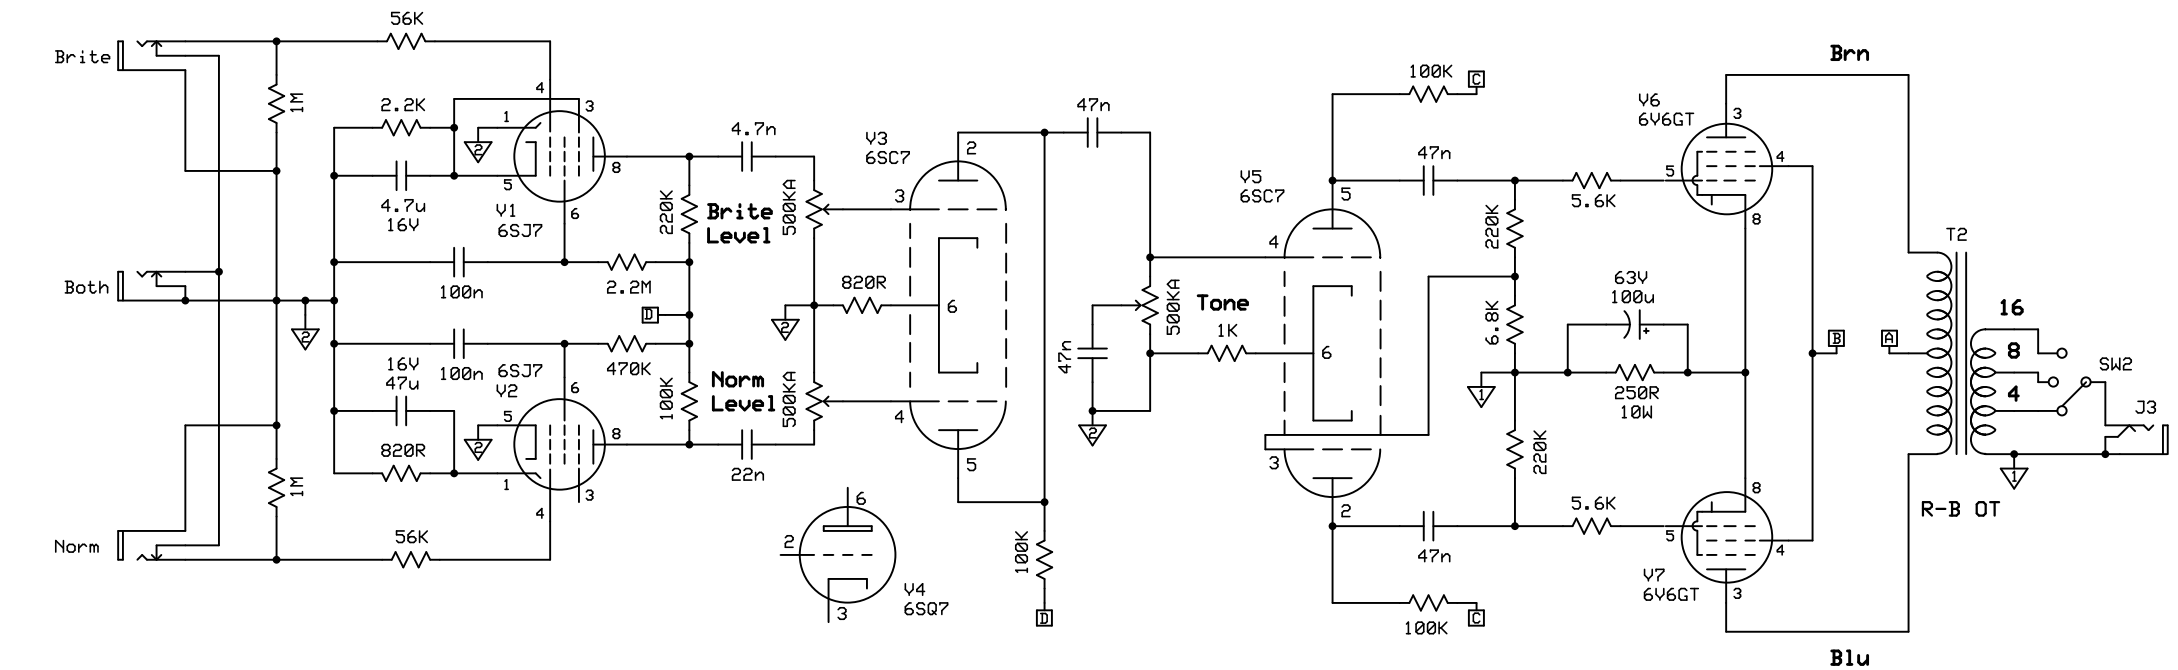 Brite
Both
Norm
56K
1M
2.2K
4.7u
16V
4
3
1
2
5
8
6
V1
6SJ7
100n
2.2M
2
D
100n
470K
16V
47u
820R
6SJ7
V2
6
5
2
8
1
4
3
1M
56K
4.7n
220K
Brite
Level
500KA
Norm
Level
100K
500KA
22n
820R
2
V3
6SC7
2
3
6
4
5
6
2
3
V4
6SQ7
47n
100K
D
47n
2
500KA
Tone
1K
V5
6SC7
5
4
6
3
2
100K
C
47n
220K
6.8K
220K
47n
100K
C
5.6K
63V
100u
+
250R
10W
1
5.6K
V6
6V6GT
3
5
4
8
V7
6V6GT
8
5
4
3
Brn
B
A
T2
Blu
R-B OT
16
8
4
SW2
J3
1